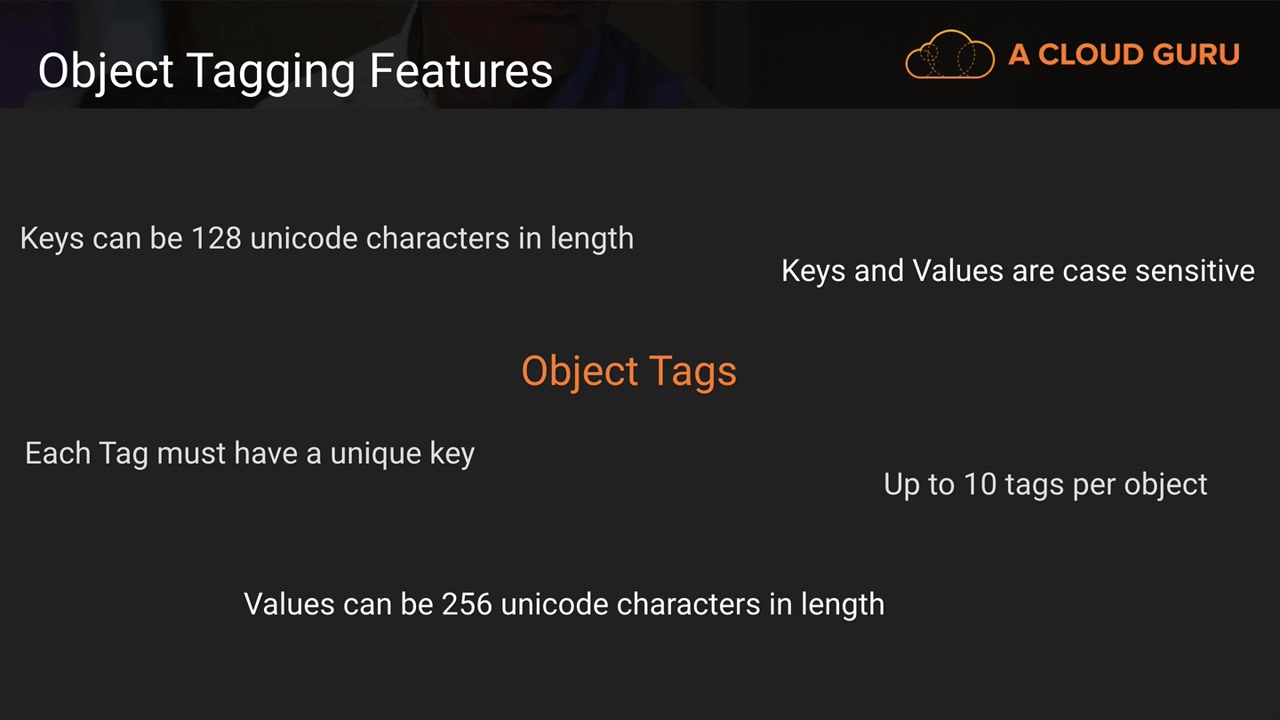 Object Tagging Features
A CLOUD GURU
Keys can be 128 unicode characters in length
Keys and Values are case sensitive
Object Tags
Each Tag must have a unique key
Up to 10 tags per object
Values can be 256 unicode characters in length